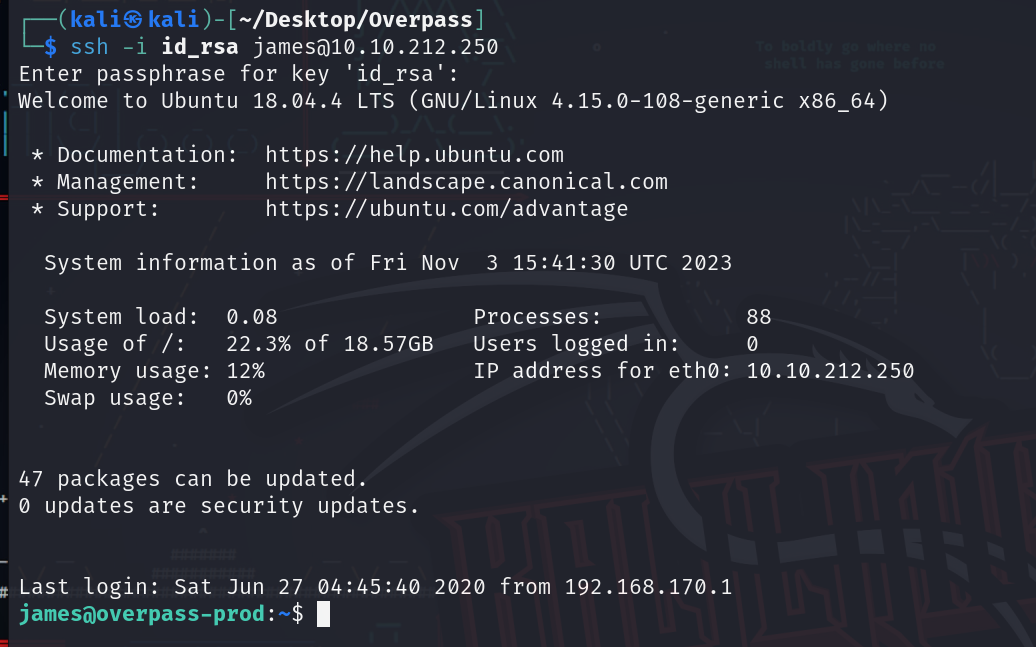 ┌──(kali㉿kali)-[~/Desktop/Overpass]
└─$ ssh -i id_rsa james@10.10.212.250
To boldly go where no
shell has gone before
Enter passphrase for key 'id_rsa':
Welcome to Ubuntu 18.04.4 LTS (GNU/Linux 4.15.0-108-generic x86_64)
* Documentation:  https://help.ubuntu.com
* Management:     https://landscape.canonical.com
* Support:        https://ubuntu.com/advantage
System information as of Fri Nov  3 15:41:30 UTC 2023
System load:  0.08               Processes:           88
Usage of /:   22.3% of 18.57GB   Users logged in:     0
Memory usage: 12%                IP address for eth0: 10.10.212.250
Swap usage:   0%
47 packages can be updated.
0 updates are security updates.
Last login: Sat Jun 27 04:45:40 2020 from 192.168.170.1
james@overpass-prod:~$